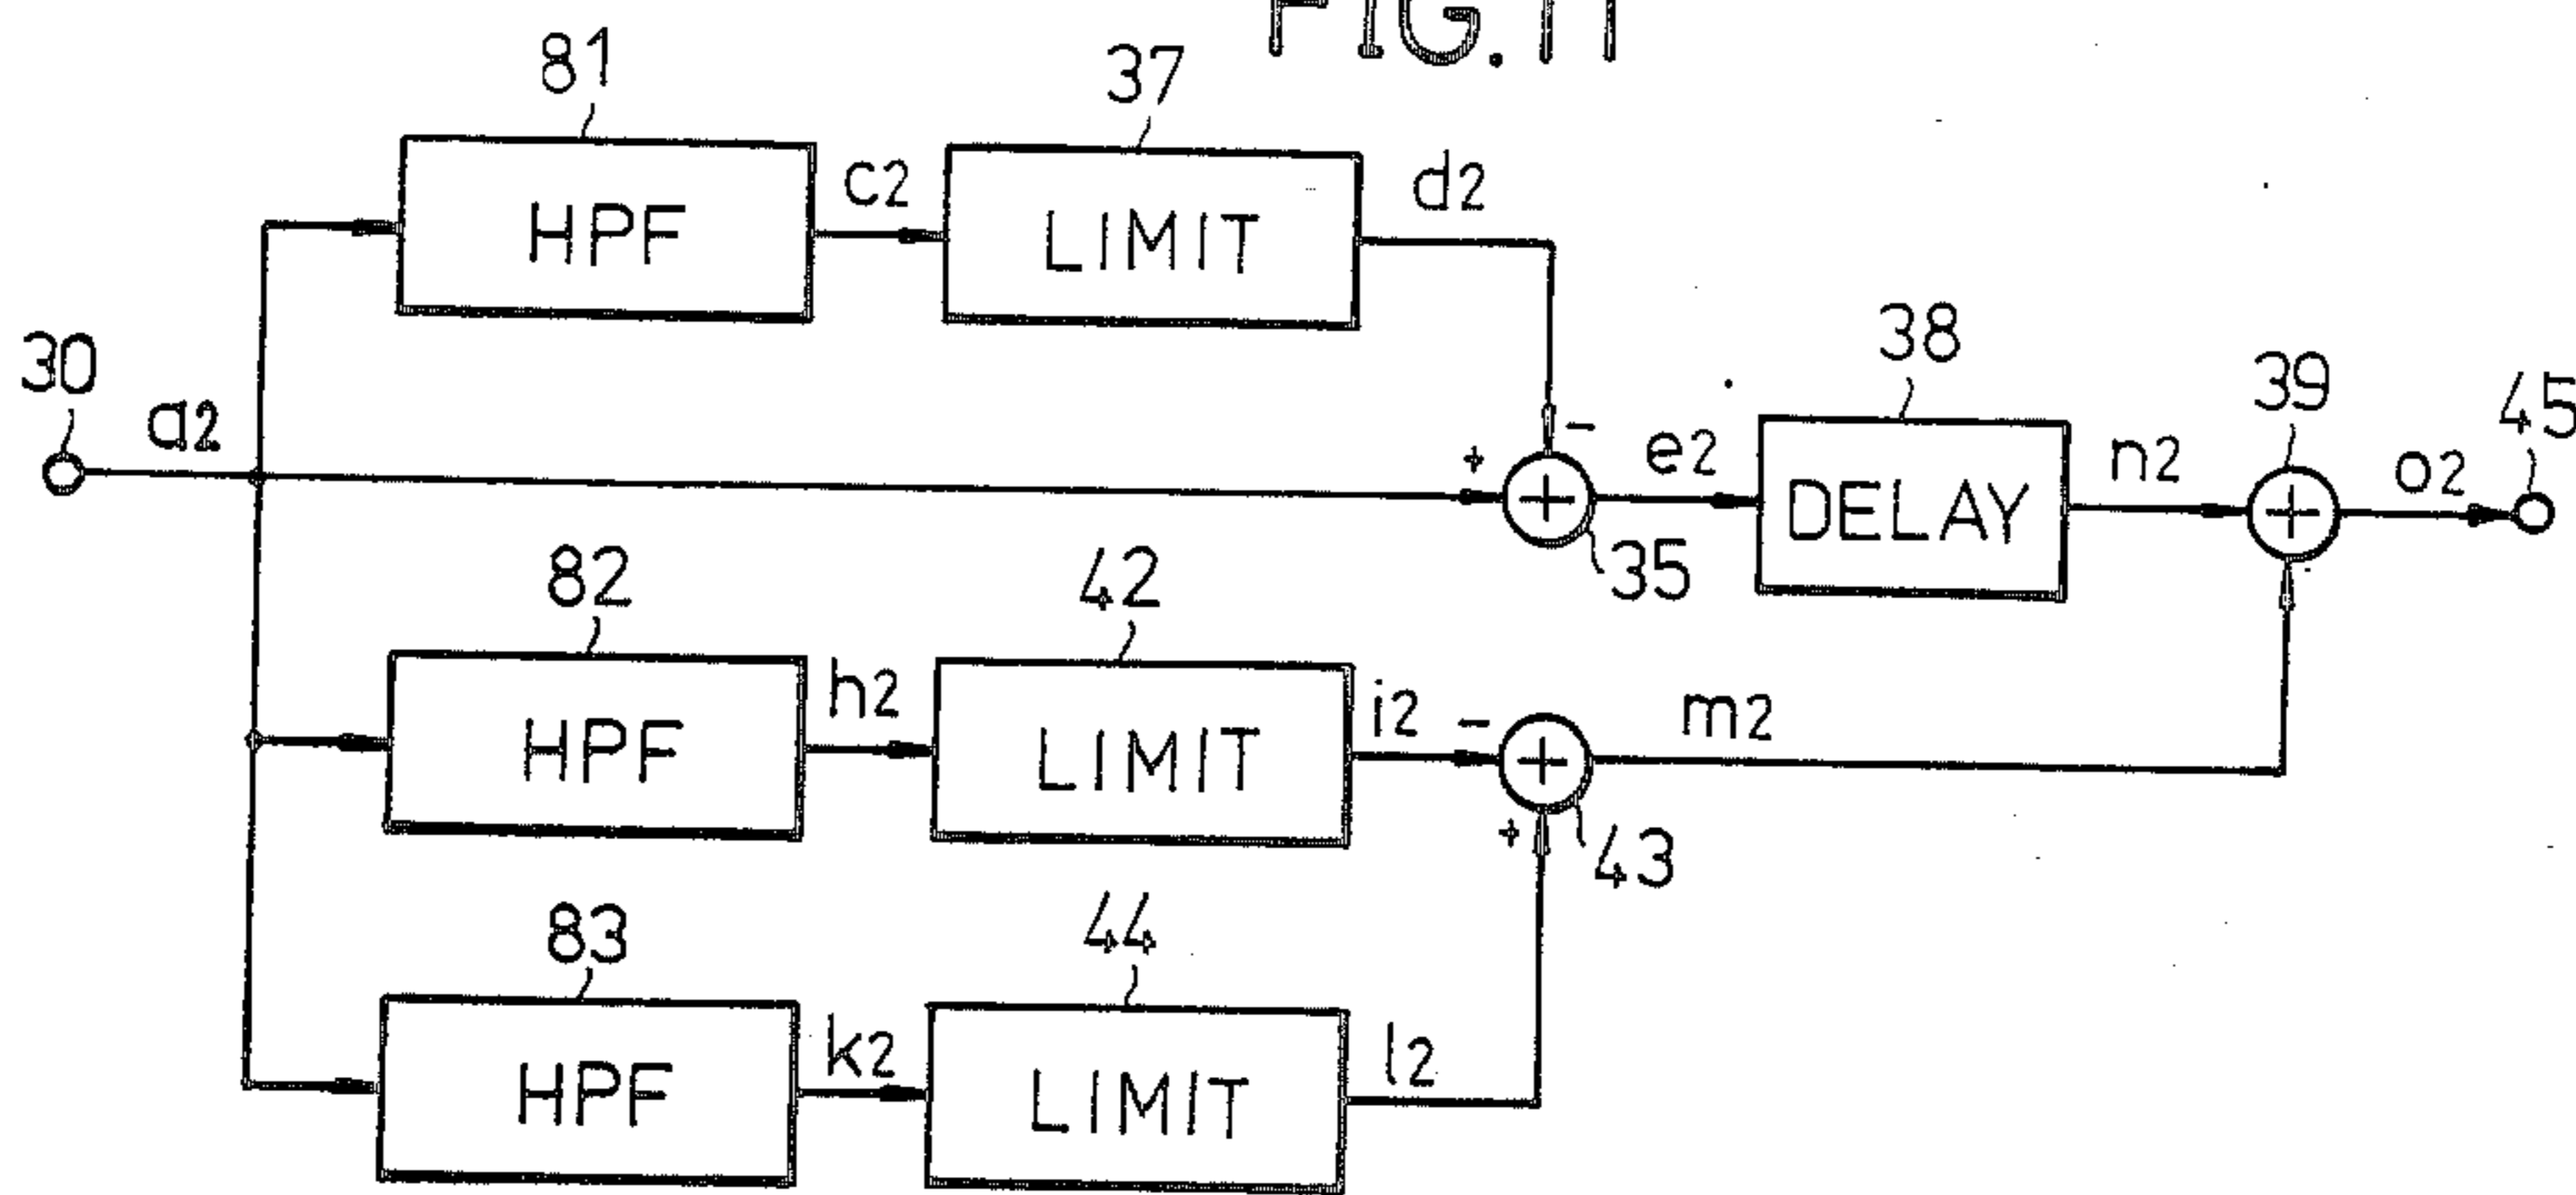 FIG. 11
81
37
HPF
c2
LIMIT
d2
30
a2
+
-
e2
38
DELAY
n2
39
o2
45
35
82
42
HPF
h2
LIMIT
i2
-
m2
+
43
83
44
HPF
k2
LIMIT
l2